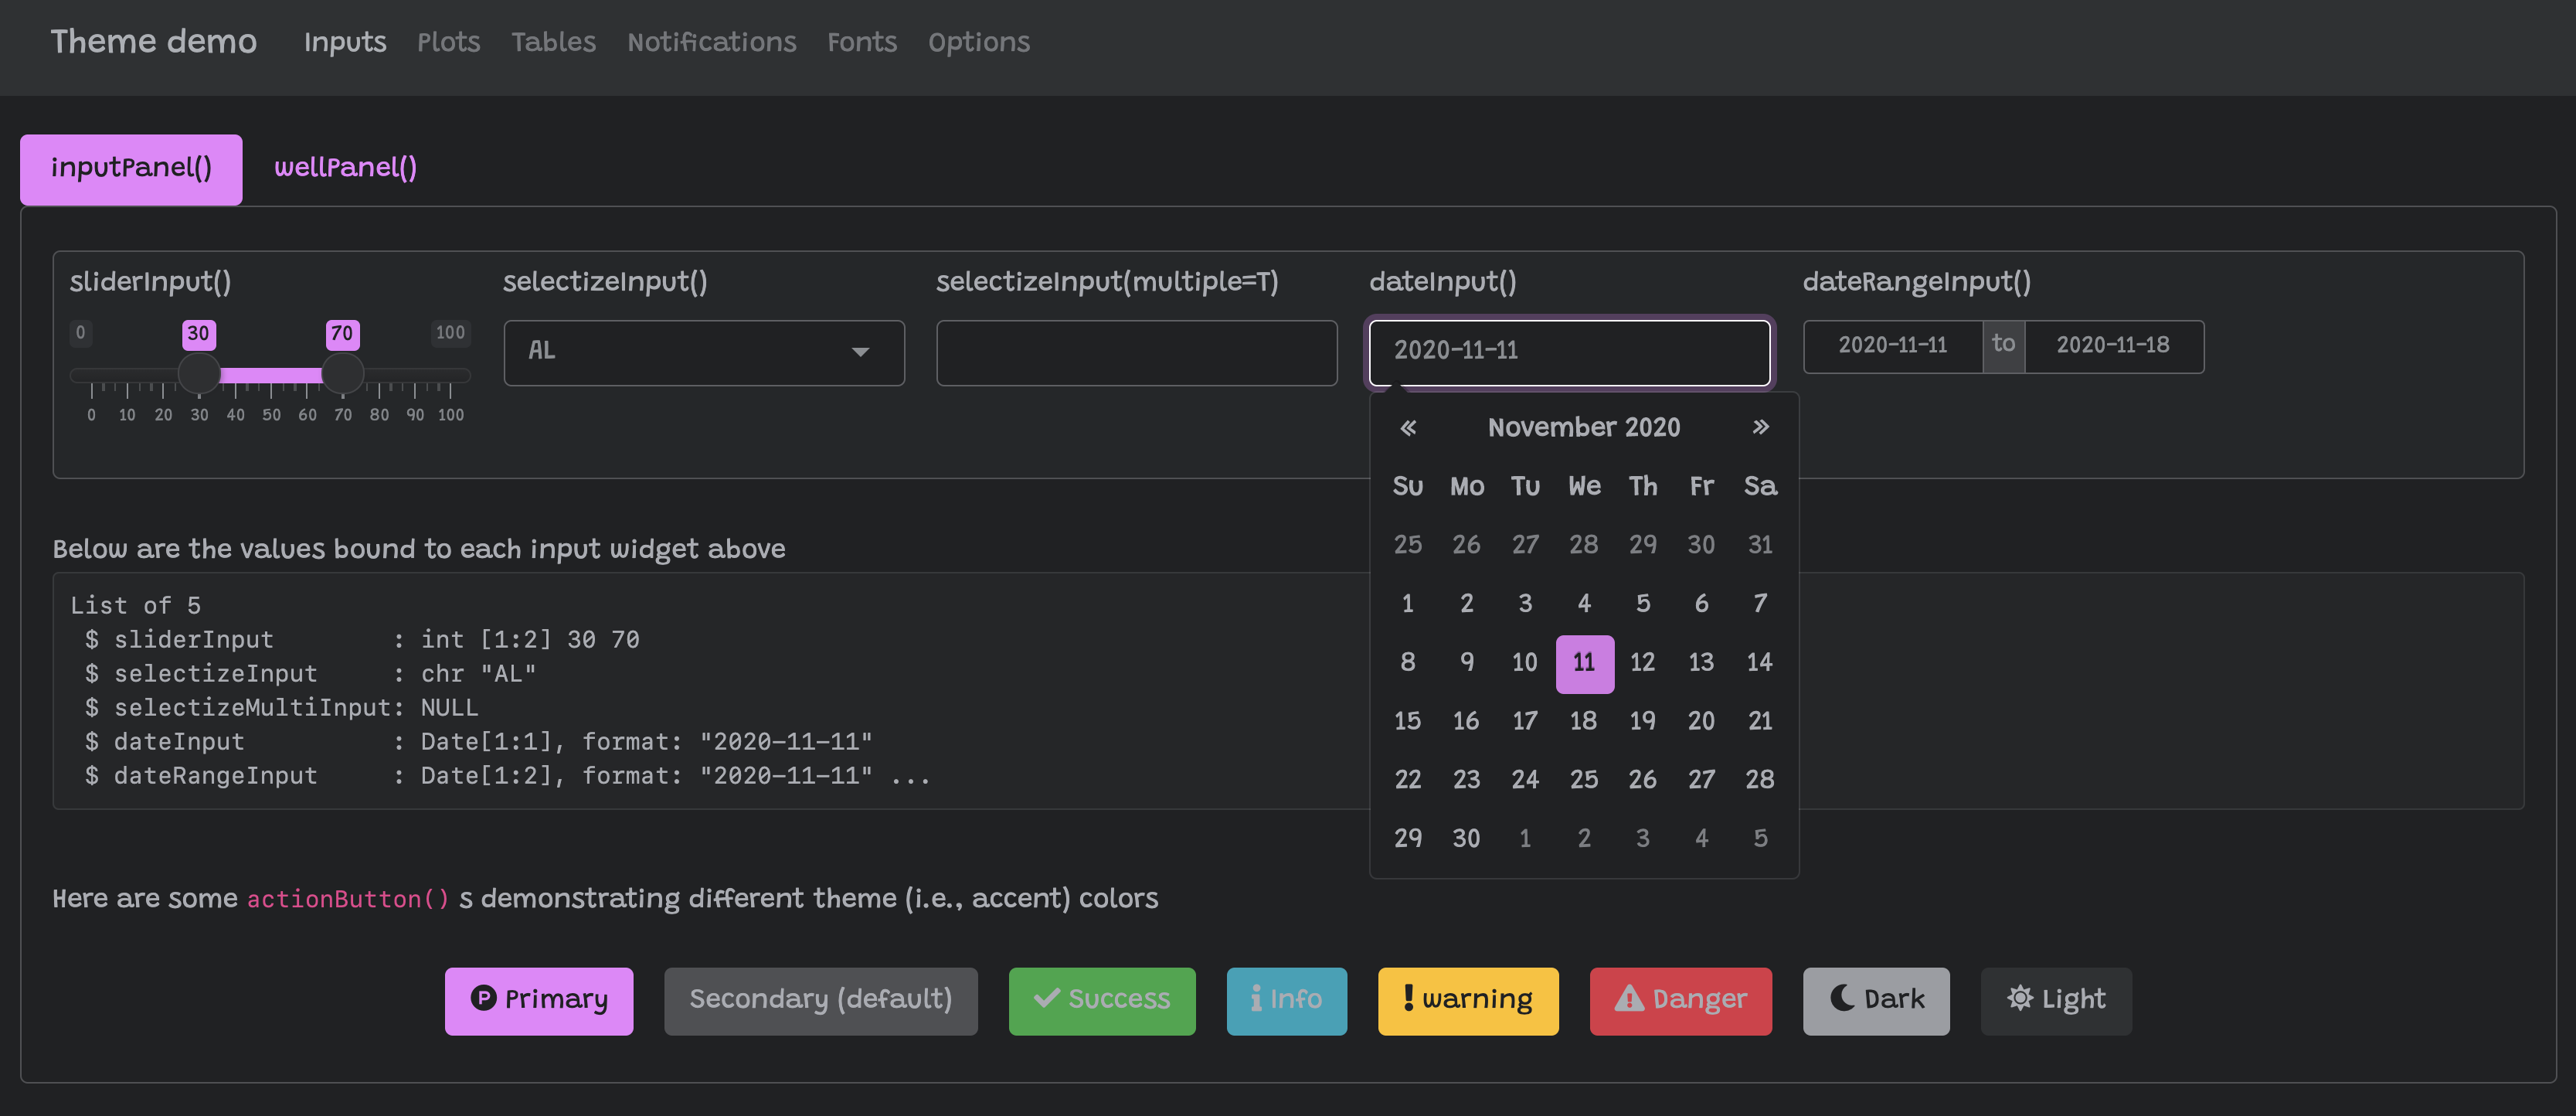 Theme demo Inputs Plots Tables Notifications Fonts Options
inputPanel() wellPanel()
sliderInput() selectizeInput() selectizeInput(multiple=T) dateInput() dateRangeInput()
0 30 70 100
AL 2020-11-11 2020-11-11 to 2020-11-18
0 10 20 30 40 50 60 70 80 90 100
« November 2020 »
Su Mo Tu We Th Fr Sa
25 26 27 28 29 30 31
1 2 3 4 5 6 7
8 9 10 11 12 13 14
15 16 17 18 19 20 21
22 23 24 25 26 27 28
29 30 1 2 3 4 5
Below are the values bound to each input widget above
List of 5
$ sliderInput : int [1:2] 30 70
$ selectizeInput : chr "AL"
$ selectizeMultiInput: NULL
$ dateInput : Date[1:1], format: "2020-11-11"
$ dateRangeInput : Date[1:2], format: "2020-11-11" ...
Here are some actionButton() s demonstrating different theme (i.e., accent) colors
Primary Secondary (default) Success Info warning Danger Dark Light